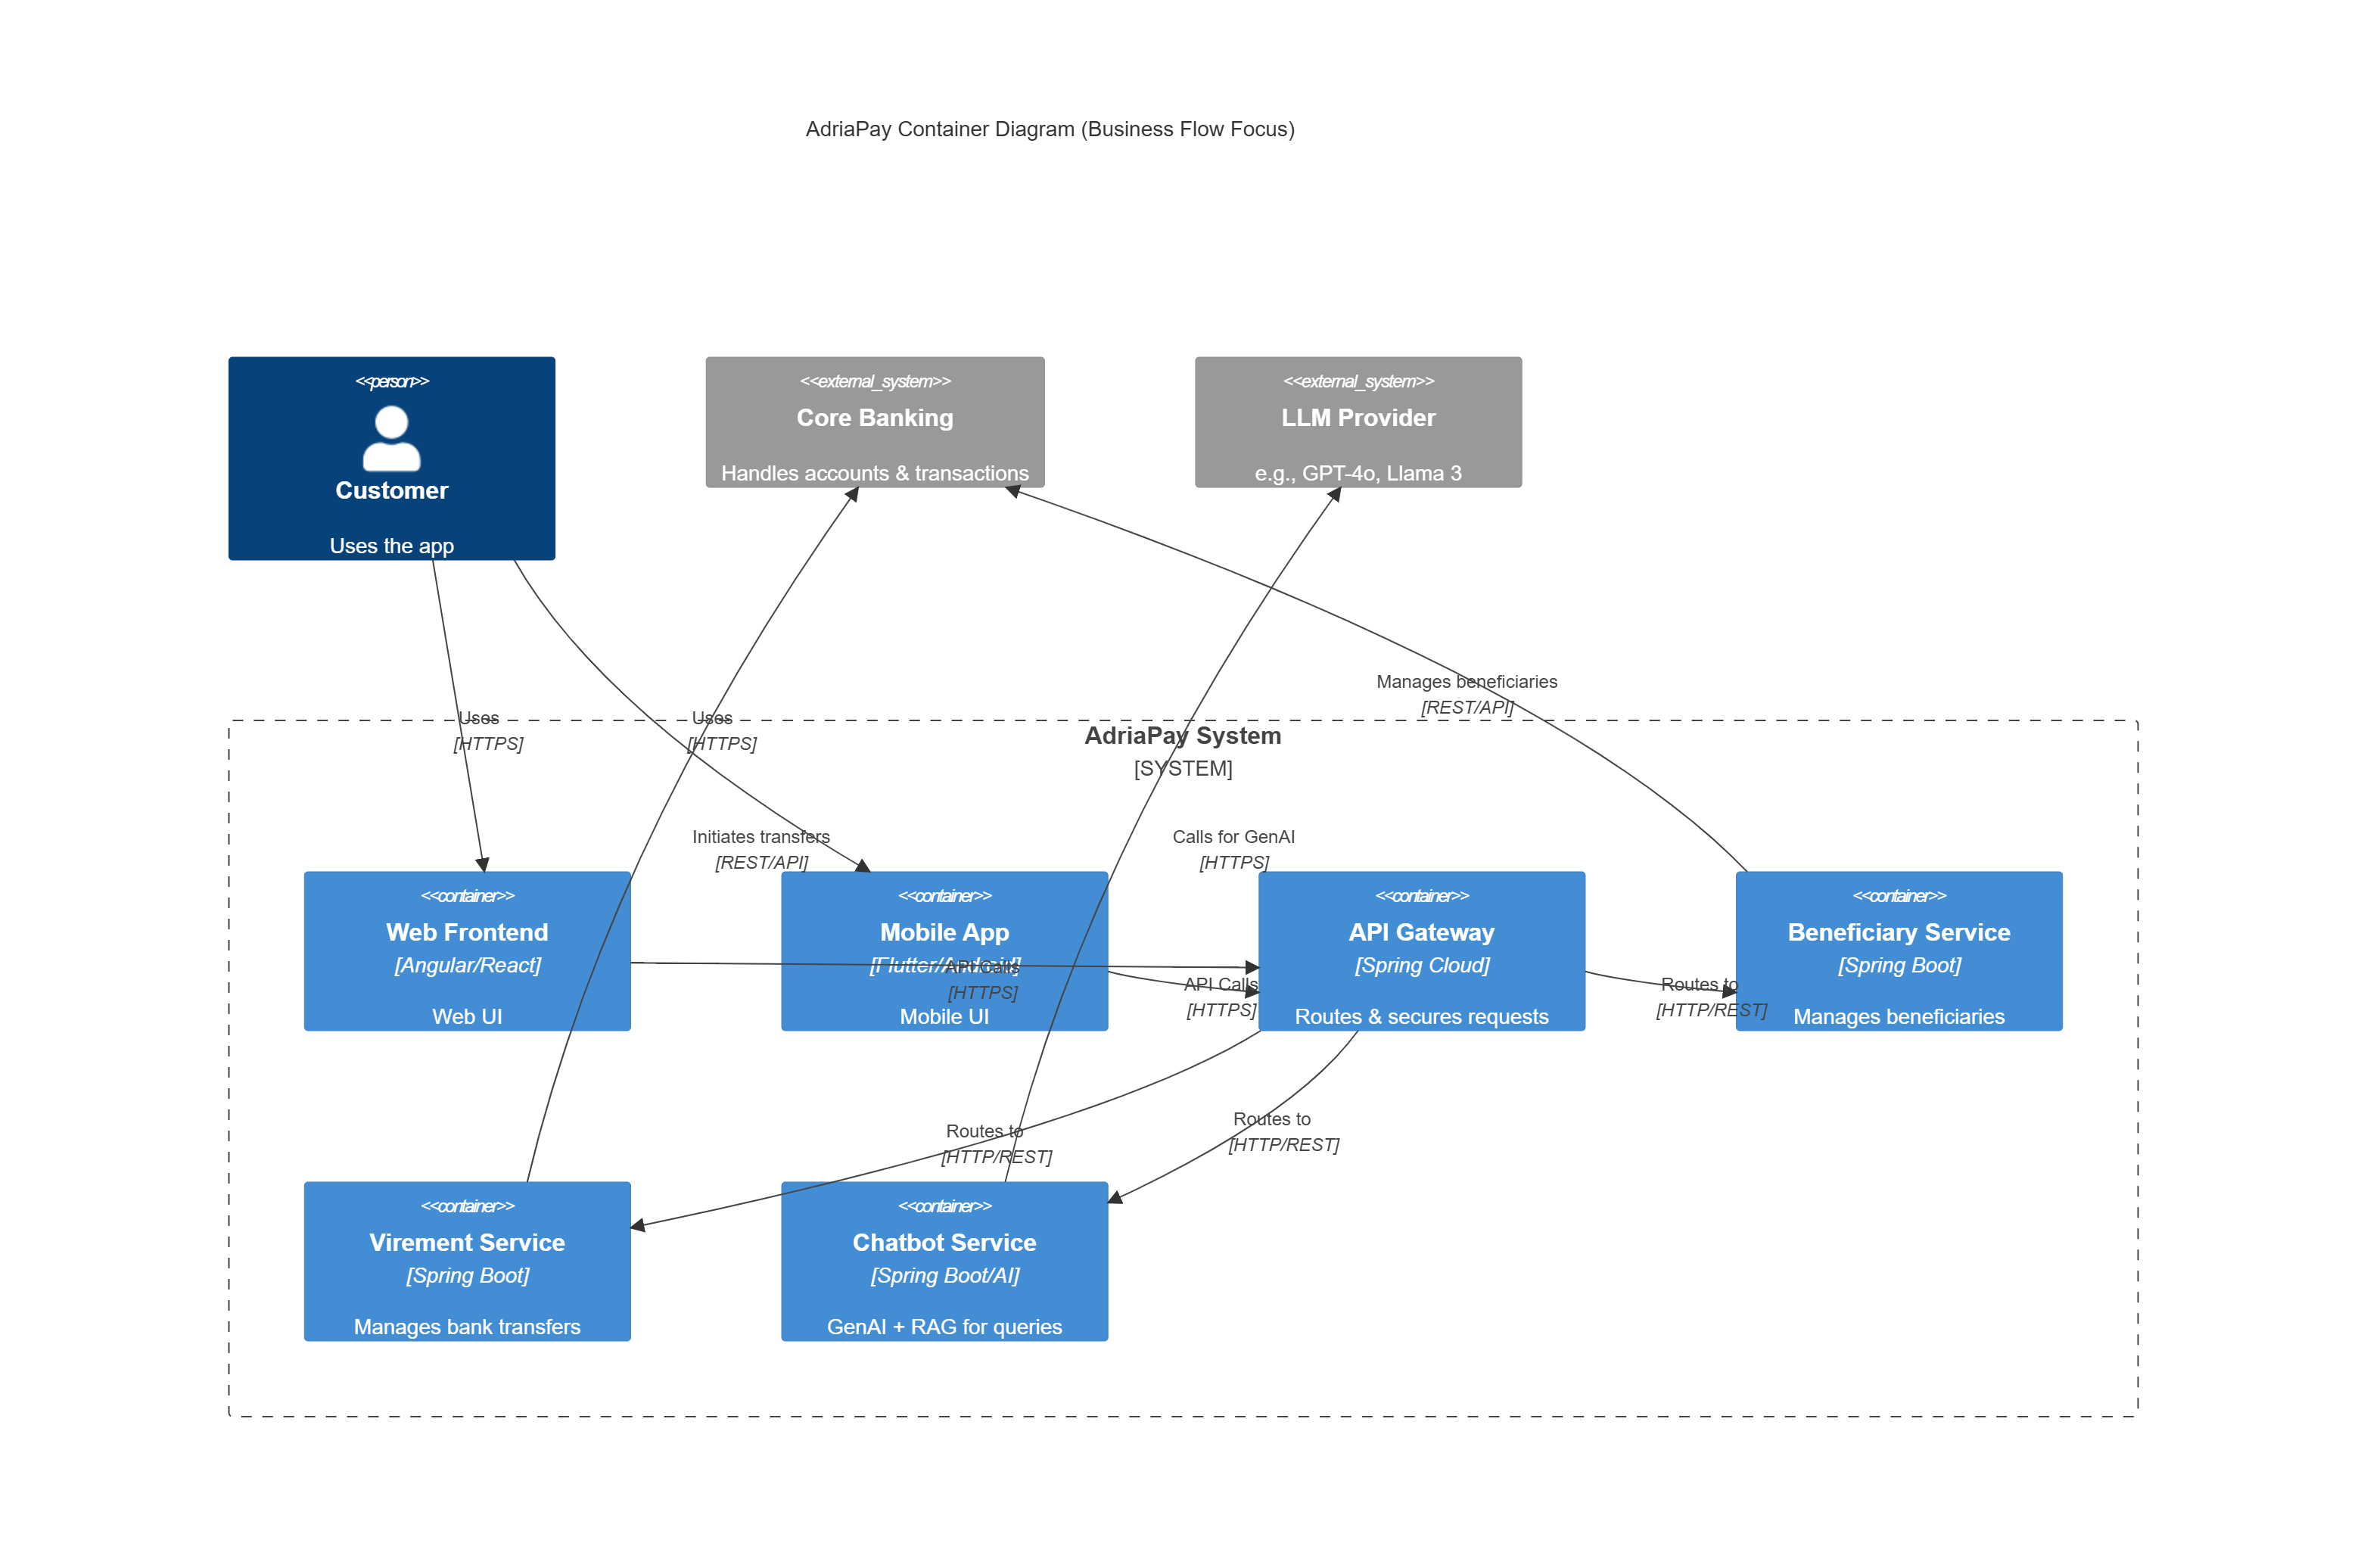 AdriaPay Container Diagram (Business Flow Focus)
<<person>>
Customer
Uses the app
<<external_system>>
Core Banking
Handles accounts & transactions
<<external_system>>
LLM Provider
e.g., GPT-4o, Llama 3
Manages beneficiaries
[REST/API]
Uses
[HTTPS]
Uses
[HTTPS]
AdriaPay System
[SYSTEM]
Initiates transfers
[REST/API]
Calls for GenAI
[HTTPS]
<<container>>
Web Frontend
[Angular/React]
Web UI
<<container>>
Mobile App
[Flutter/Android]
Mobile UI
API Calls
[HTTPS]
API Calls
[HTTPS]
<<container>>
API Gateway
[Spring Cloud]
Routes & secures requests
Routes to
[HTTP/REST]
<<container>>
Beneficiary Service
[Spring Boot]
Manages beneficiaries
Routes to
[HTTP/REST]
Routes to
[HTTP/REST]
<<container>>
Virement Service
[Spring Boot]
Manages bank transfers
<<container>>
Chatbot Service
[Spring Boot/AI]
GenAI + RAG for queries